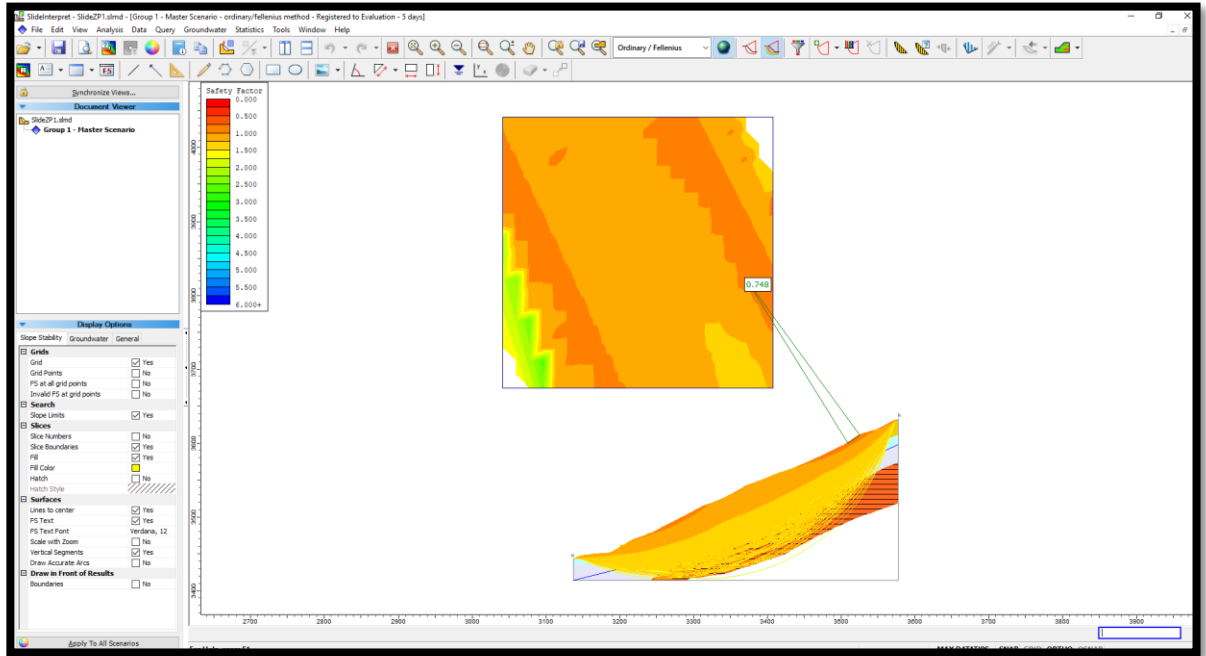 SlideInterpret - SlideZP1.slmd - [Group 1 - Master Scenario - ordinary/fellenius method - Registered to Evaluation - 5 days]
File Edit View Analysis Data Query Groundwater Statistics Tools Window Help
Ordinary / Fellenius
Synchronize Views...
Document Viewer
SlideZP1.slmd
Group 1 - Master Scenario
Display Options
Slope Stability Groundwater General
Grids
Grid Yes
Grid Points No
FS at all grid points No
Invalid FS at grid points No
Search
Slope Limits Yes
Slices
Slice Numbers No
Slice Boundaries Yes
Fill Yes
Fill Color
Hatch No
Hatch Style
Surfaces
Lines to center Yes
FS Text Yes
FS Text Font Verdana, 12
Scale with Zoom No
Vertical Segments Yes
Draw Accurate Arcs No
Draw in Front of Results
Boundaries No
Apply To All Scenarios
Safety Factor
0.000
0.500
1.000
1.500
2.000
2.500
3.000
3.500
4.000
4.500
5.000
5.500
6.000+
0.748
4000
3900
3800
3700
3600
3500
3400
2700 2800 2900 3000 3100 3200 3300 3400 3500 3600 3700 3800 3900